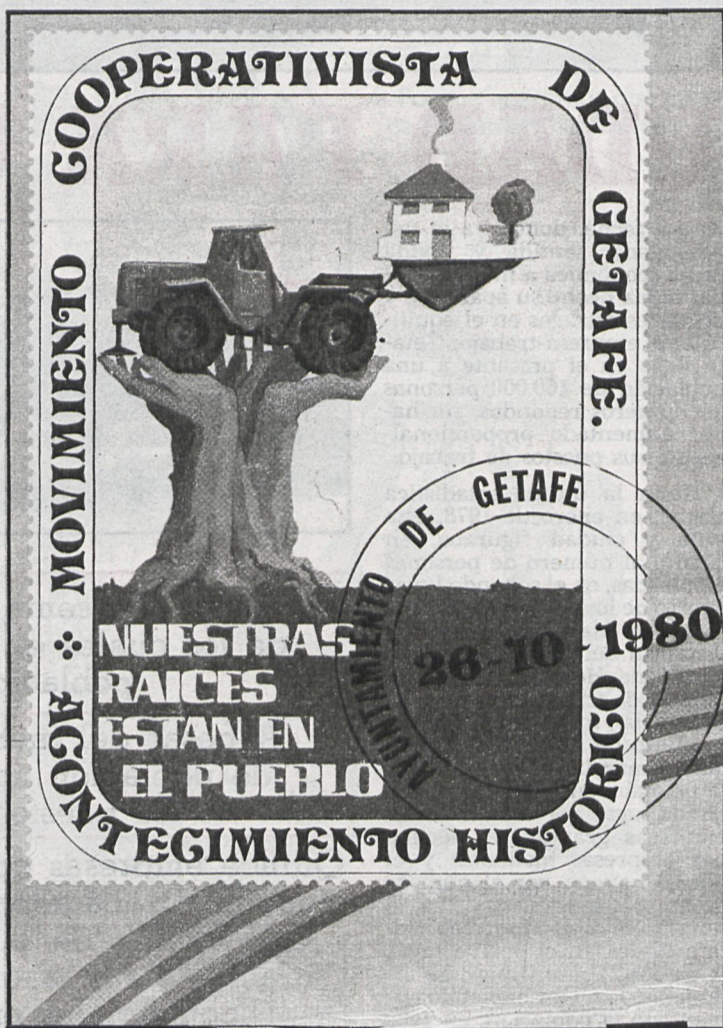 MOVIMIENTO COOPERATIVISTA DE GETAFE.
ACONTECIMIENTO HISTORICO
NUESTRAS
RAICES
ESTAN EN
EL PUEBLO
AYUNTAMIENTO DE GETAFE
26-10-1980